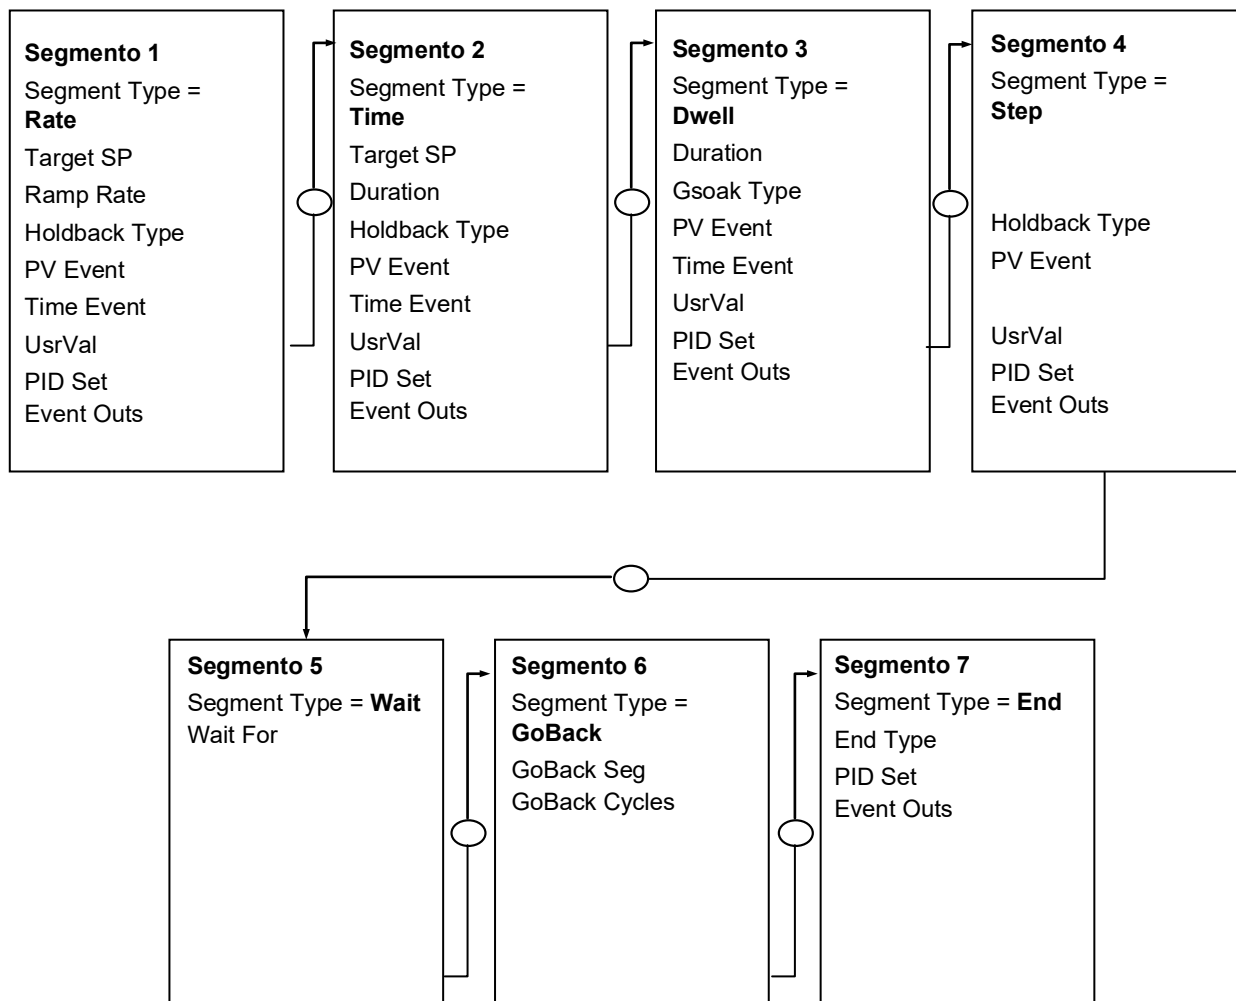 Segmento 1
Segment Type =
Rate
Target SP
Ramp Rate
Holdback Type
PV Event
Time Event
UsrVal
PID Set
Event Outs
Segmento 2
Segment Type =
Time
Target SP
Duration
Holdback Type
PV Event
Time Event
UsrVal
PID Set
Event Outs
Segmento 3
Segment Type =
Dwell
Duration
Gsoak Type
PV Event
Time Event
UsrVal
PID Set
Event Outs
Segmento 4
Segment Type =
Step
Holdback Type
PV Event
UsrVal
PID Set
Event Outs
Segmento 5
Segment Type = Wait
Wait For
Segmento 6
Segment Type =
GoBack
GoBack Seg
GoBack Cycles
Segmento 7
Segment Type = End
End Type
PID Set
Event Outs